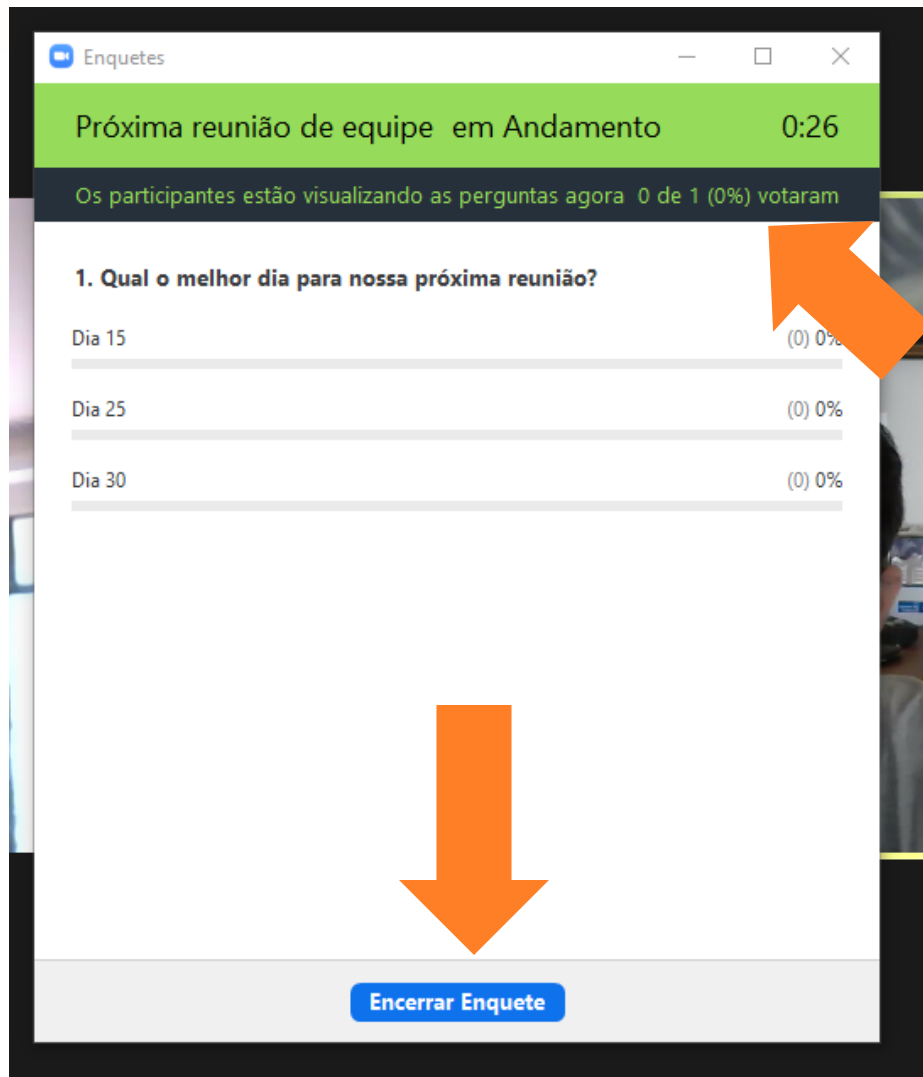 Enquetes
Próxima reunião de equipe em Andamento 0:26
Os participantes estão visualizando as perguntas agora 0 de 1 (0%) votaram
1. Qual o melhor dia para nossa próxima reunião?
Dia 15 (0) 0%
Dia 25 (0) 0%
Dia 30 (0) 0%
Encerrar Enquete